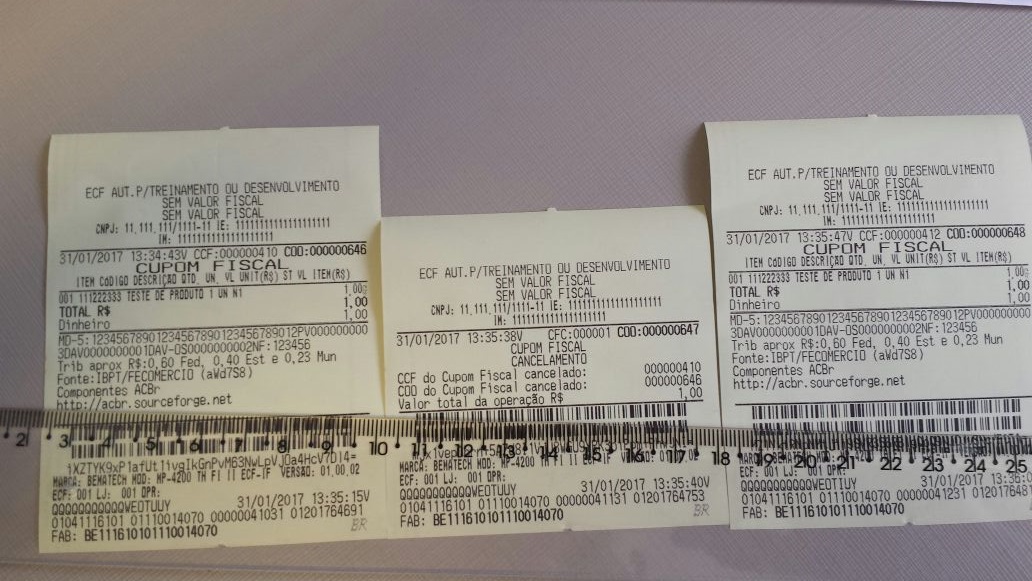 ECF AUT.P/TREINAMENTO OU DESENVOLVIMENTO
SEM VALOR FISCAL
SEM VALOR FISCAL
CNPJ: 11.111.111/1111-11 IE:
IM:
31/01/2017 13:34:43V CCF:000000410 COO:000000646
CUPOM FISCAL
ITEM CóDIGO DESCRIÇÃO QTD. UN. VL UNIT(R$) ST VL ITEM(R$)
001 111222333 TESTE DE PRODUTO 1 UN N1 1,00
TOTAL R$ 1,00
Dinheiro 1,00
MD-5:
3DAV0000000001DAV-OS0000000002NF:123456
Trib aprox R$:0,60 Fed, 0,40 Est e 0,23 Mun
Fonte:IBPT/FECOMERCIO (aWd7S8)
Componentes ACBr
http://acbr.sourceforge.net
MARCA: BEMATECH MOD: MP-4200 TH FI II ECF-IF VERSÃO: 01.00.02
ECF: 001 LJ: 001 OPR:
QQQQQQQQQQWEOTUUY 31/01/2017 13:35:15V
01041116101 01110014070 00000041031 01201764691
FAB: BE111610101110014070 BR
ECF AUT.P/TREINAMENTO OU DESENVOLVIMENTO
SEM VALOR FISCAL
SEM VALOR FISCAL
CNPJ: 11.111.111/1111-11 IE:
IM:
31/01/2017 13:35:38V CFC:000001 COO:000000647
CUPOM FISCAL
CANCELAMENTO
CCF do Cupom Fiscal cancelado: 000000410
COO do Cupom Fiscal cancelado: 000000646
Valor total da operação R$ 1,00
MARCA: BEMATECH MOD: MP-4200 TH FI II ECF-IF
ECF: 001 LJ: 001 OPR:
QQQQQQQQQQWEOTUUY 31/01/2017 13:35:40V
01041116101 01110014070 00000041131 01201764753
FAB: BE111610101110014070 BR
ECF AUT.P/TREINAMENTO OU DESENVOLVIMENTO
SEM VALOR FISCAL
SEM VALOR FISCAL
CNPJ: 11.111.111/1111-11 IE:
IM:
31/01/2017 13:35:47V CCF:000000412 COO:000000648
CUPOM FISCAL
ITEM CóDIGO DESCRIÇÃO QTD. UN. VL UNIT(R$) ST VL ITEM(R$)
001 111222333 TESTE DE PRODUTO 1 UN N1 1,00
TOTAL R$ 1,00
Dinheiro 1,00
MD-5:
3DAV0000000001DAV-OS0000000002NF:123456
Trib aprox R$:0,60 Fed, 0,40 Est e 0,23 Mun
Fonte:IBPT/FECOMERCIO (aWd7S8)
Componentes ACBr
http://acbr.sourceforge.net
ECF: 001 LJ: 001 OPR:
QQQQQQQQQQWEOTUUY 31/01/2017
01041116101 01110014070 00000041231
FAB: BE111610101110014070
2 3 4 5 6 7 8 9 10 11 12 13 14 15 16 17 18 19 20 21 22 23 24 25